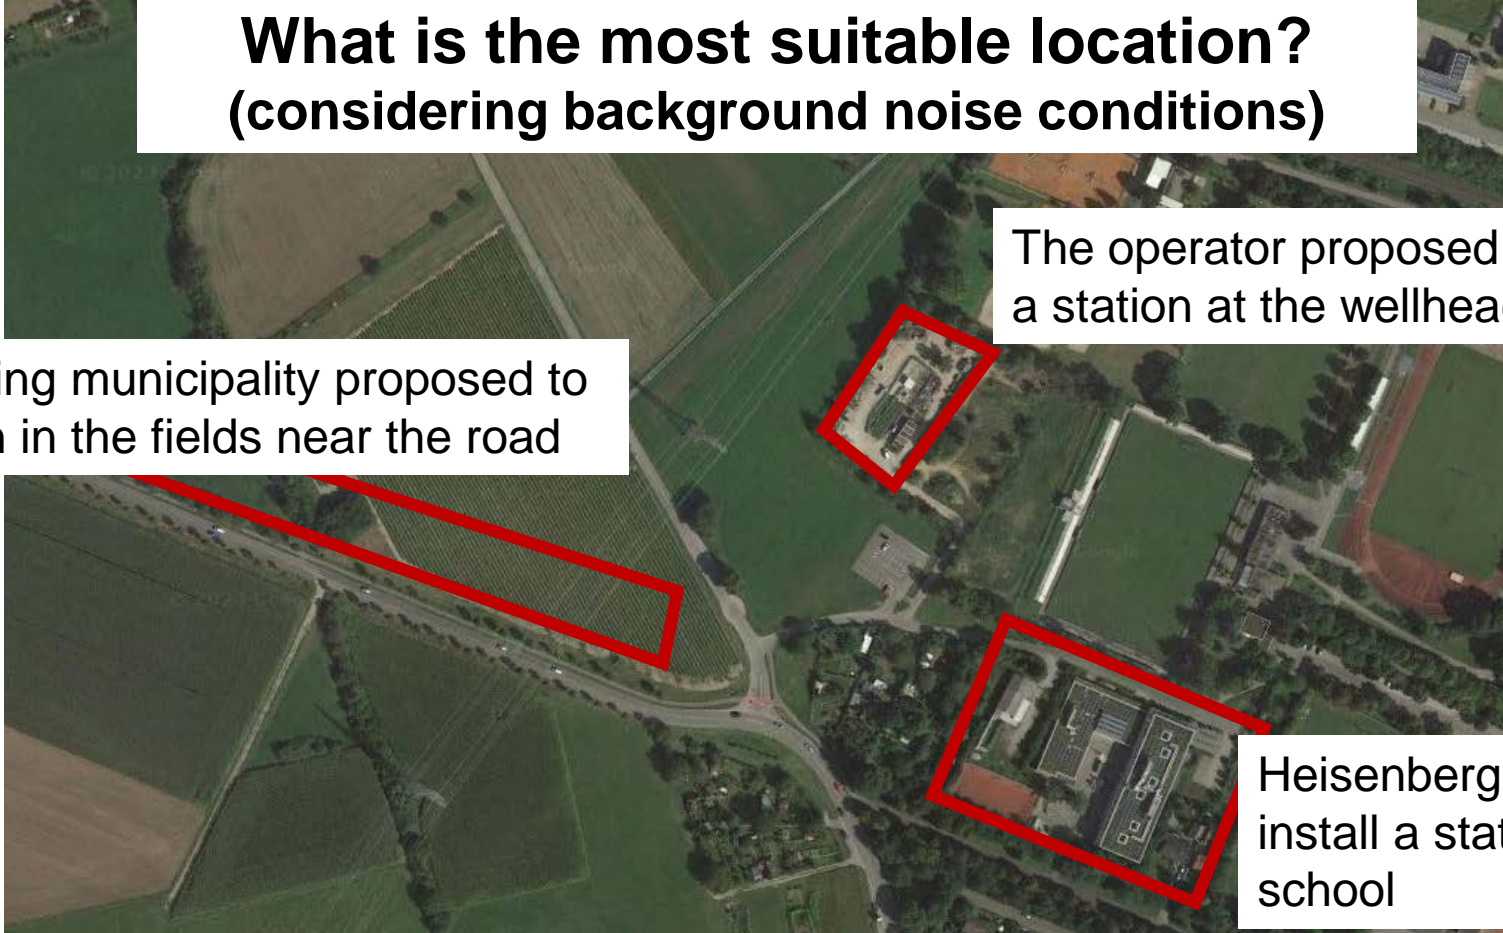 What is the most suitable location?
(considering background noise conditions)
The operator proposed
a station at the wellhea
ing municipality proposed to
in the fields near the road
Heisenberg
install a stat
school